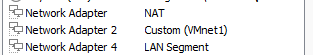 Network Adapter NAT
Network Adapter 2 Custom (VMnet1)
Network Adapter 4 LAN Segment